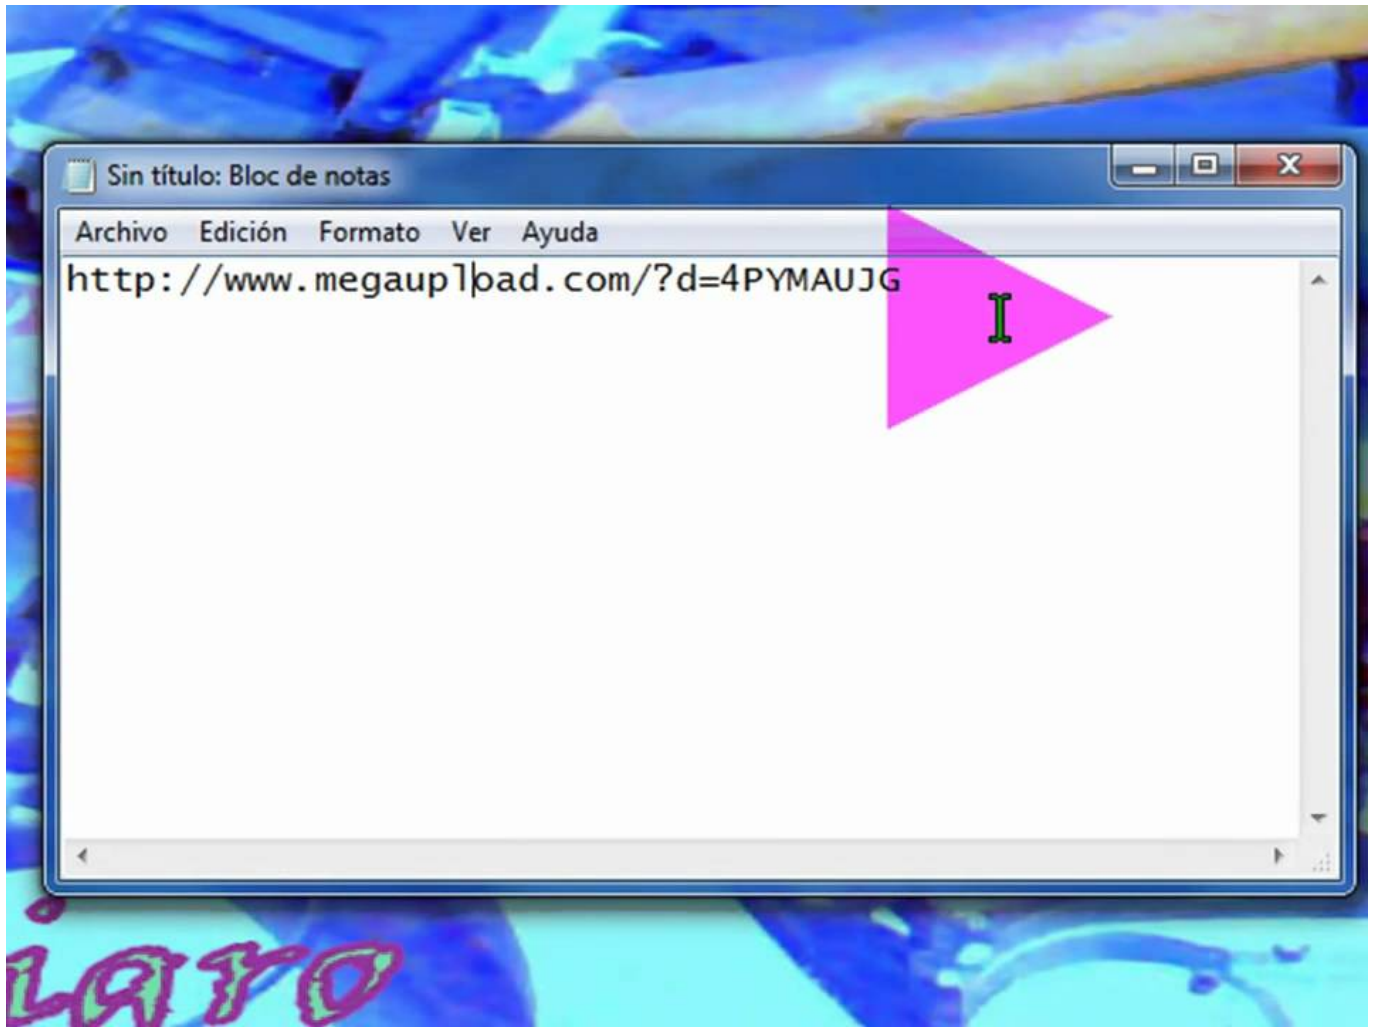 Sin título: Bloc de notas
Archivo Edición Formato Ver Ayuda
http://www.megaupload.com/?d=4PYMAUJG